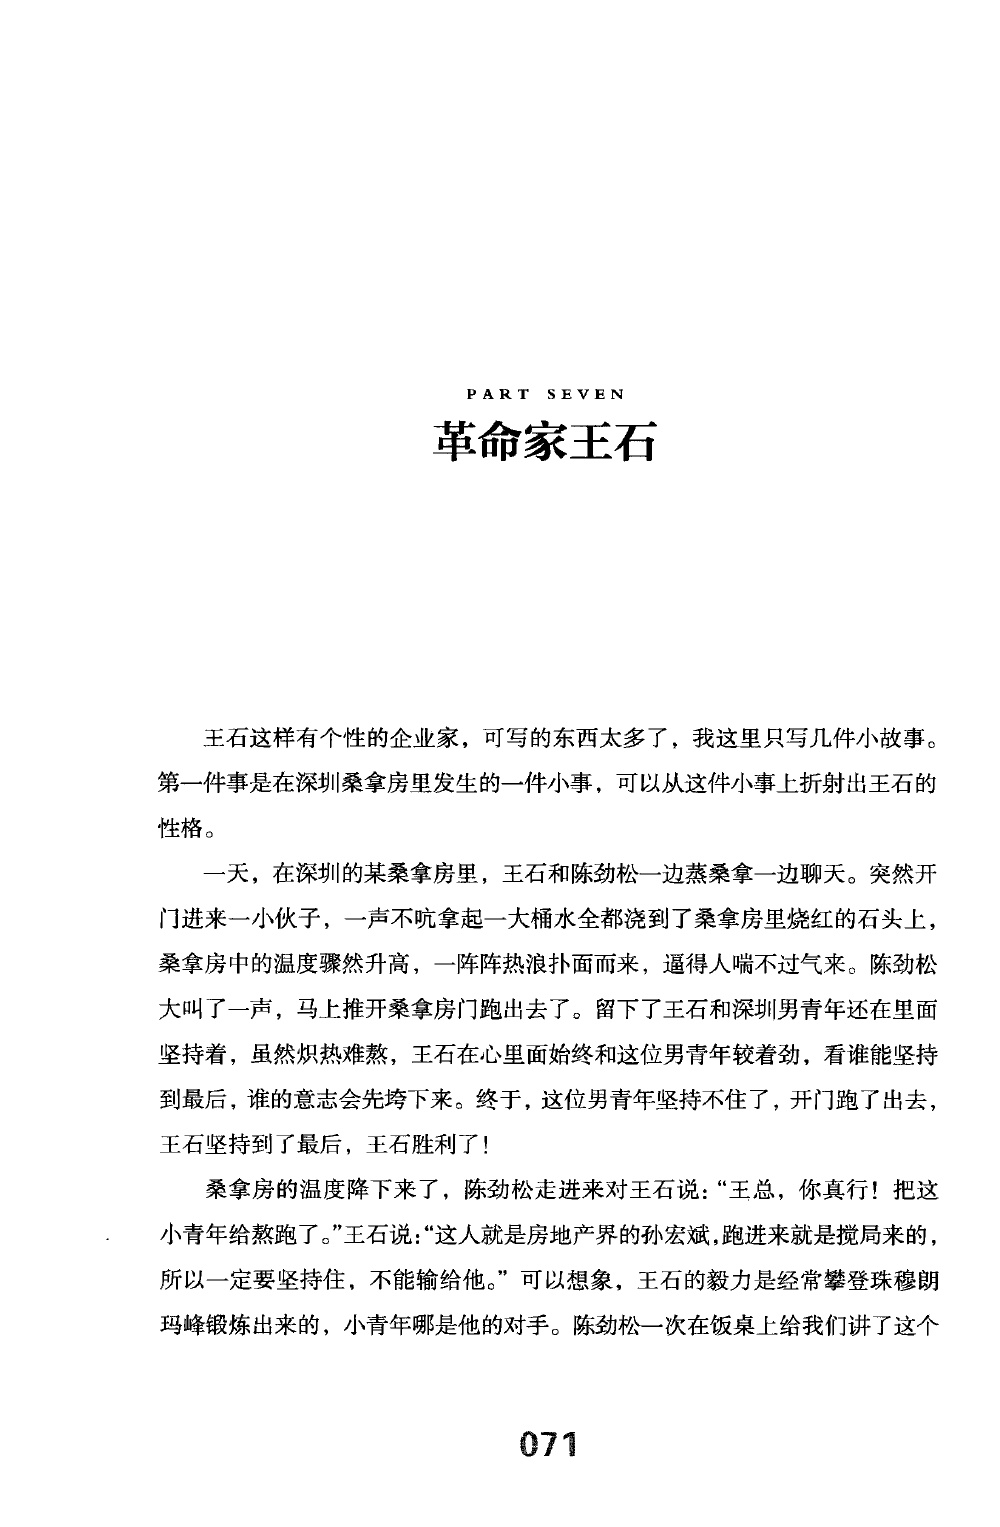 PART SEVEN
革命家王石
王石这样有个性的企业家，可写的东西太多了，我这里只写几件小故事。
第一件事是在深圳桑拿房里发生的一件小事，可以从这件小事上折射出王石的
性格。
一天，在深圳的某桑拿房里，王石和陈劲松一边蒸桑拿一边聊天。突然开
门进来一小伙子，一声不吭拿起一大桶水全都浇到了桑拿房里烧红的石头上，
桑拿房中的温度骤然升高，一阵阵热浪扑面而来，逼得人喘不过气来。陈劲松
大叫了一声，马上推开桑拿房门跑出去了。留下了王石和深圳男青年还在里面
坚持着，虽然炽热难熬，王石在心里面始终和这位男青年较着劲，看谁能坚持
到最后，谁的意志会先垮下来。终于，这位男青年坚持不住了，开门跑了出去，
王石坚持到了最后，王石胜利了！
桑拿房的温度降下来了，陈劲松走进来对王石说：“王总，你真行！把这
小青年给熬跑了。”王石说：“这人就是房地产界的孙宏斌，跑进来就是搅局来的，
所以一定要坚持住，不能输给他。”可以想象，王石的毅力是经常攀登珠穆朗
玛峰锻炼出来的，小青年哪是他的对手。陈劲松一次在饭桌上给我们讲了这个
071